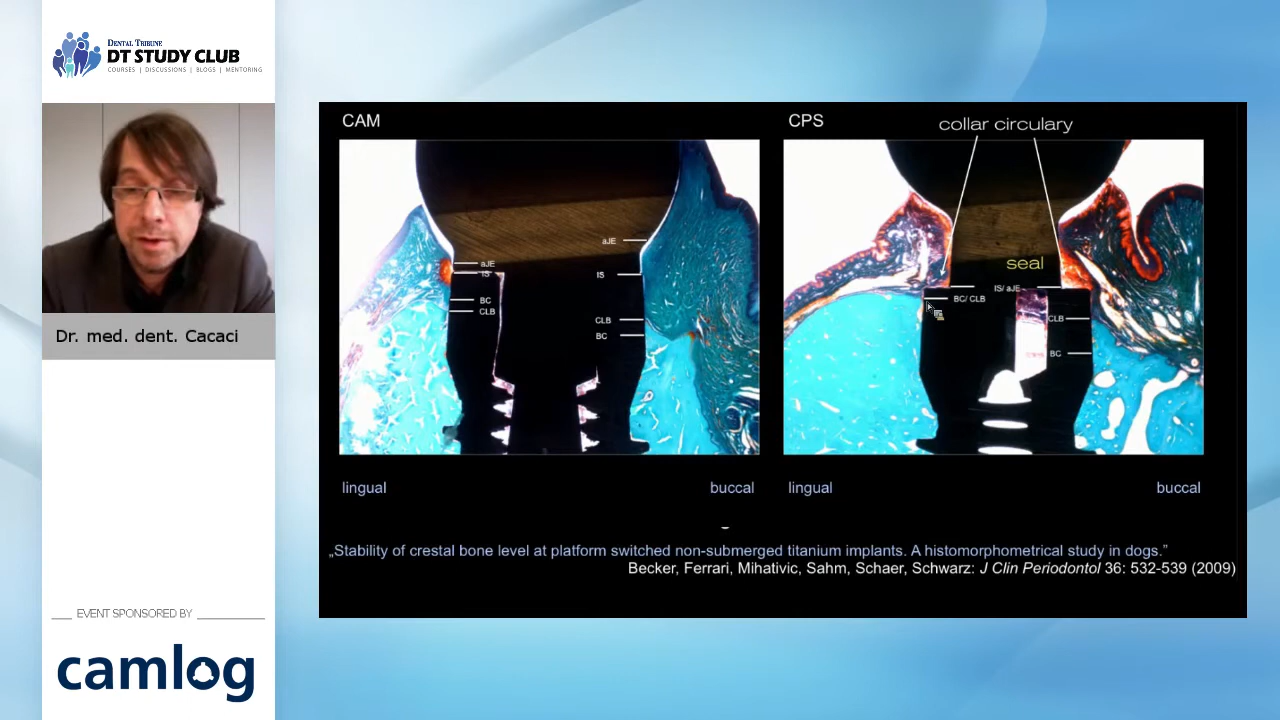 DENTAL TRIBUNE
DT STUDY CLUB
COURSES | DISCUSSIONS | BLOGS | MENTORING
Dr. med. dent. Cacaci
EVENT SPONSORED BY
camlog
CAM
aJE
IS
BC
CLB
aJE
IS
CLB
BC
lingual
buccal
CPS
collar circulary
seal
IS/ aJE
BC/ CLB
CLB
BC
lingual
buccal
„Stability of crestal bone level at platform switched non-submerged titanium implants. A histomorphometrical study in dogs.”
Becker, Ferrari, Mihativic, Sahm, Schaer, Schwarz: J Clin Periodontol 36: 532-539 (2009)